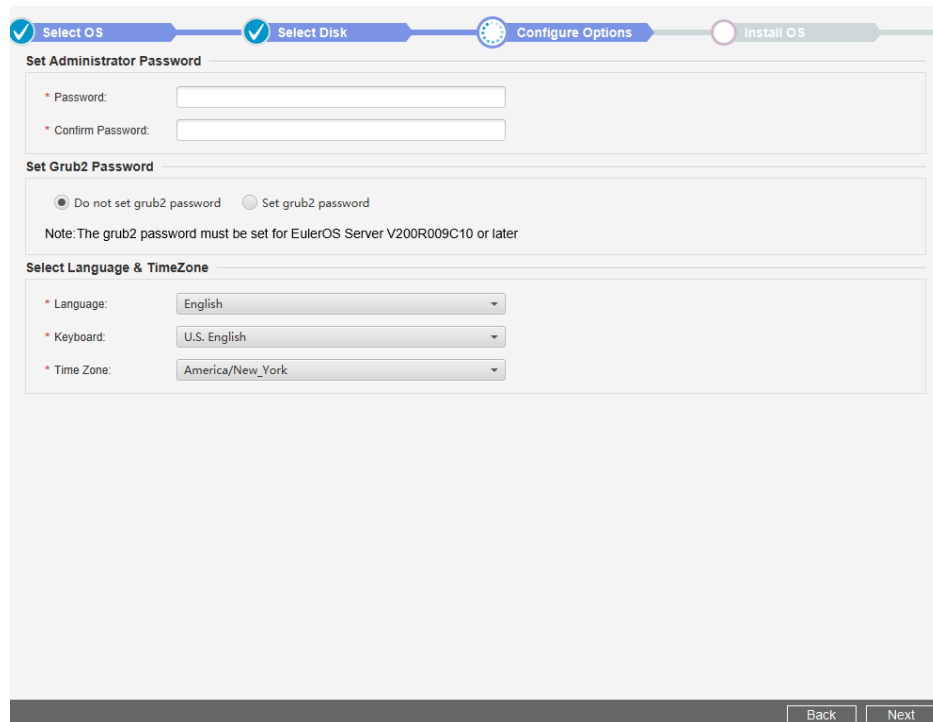 Select OS Select Disk Configure Options Install OS
Set Administrator Password
* Password:
* Confirm Password:
Set Grub2 Password
Do not set grub2 password Set grub2 password
Note:The grub2 password must be set for EulerOS Server V200R009C10 or later
Select Language & TimeZone
* Language: English
* Keyboard: U.S. English
* Time Zone: America/New_York
Back Next